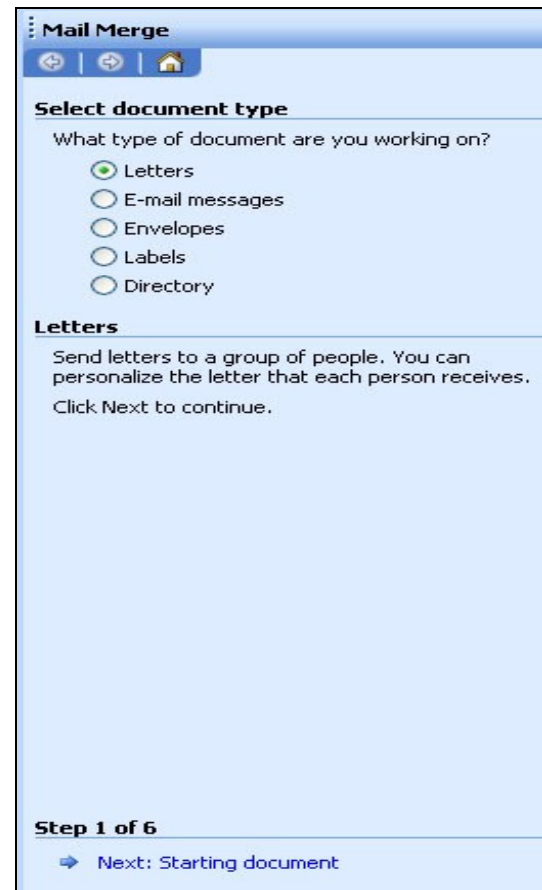 Mail Merge
Select document type
What type of document are you working on?
Letters
E-mail messages
Envelopes
Labels
Directory
Letters
Send letters to a group of people. You can
personalize the letter that each person receives.
Click Next to continue.
Step 1 of 6
Next: Starting document